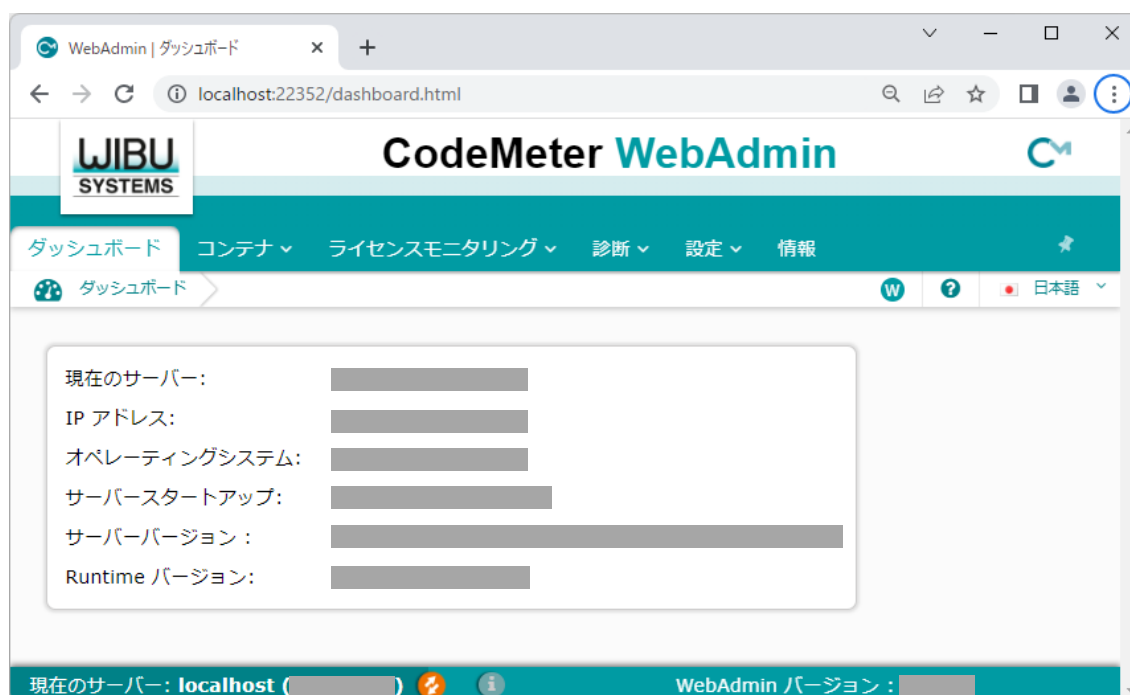 WebAdmin | ダッシュボード
localhost:22352/dashboard.html
WIBU
SYSTEMS
CodeMeter WebAdmin
ダッシュボード コンテナ ライセンスモニタリング 診断 設定 情報
ダッシュボード W ? 日本語
現在のサーバー:
IP アドレス:
オペレーティングシステム:
サーバースタートアップ:
サーバーバージョン :
Runtime バージョン:
現在のサーバー: localhost ( ) WebAdmin バージョン :